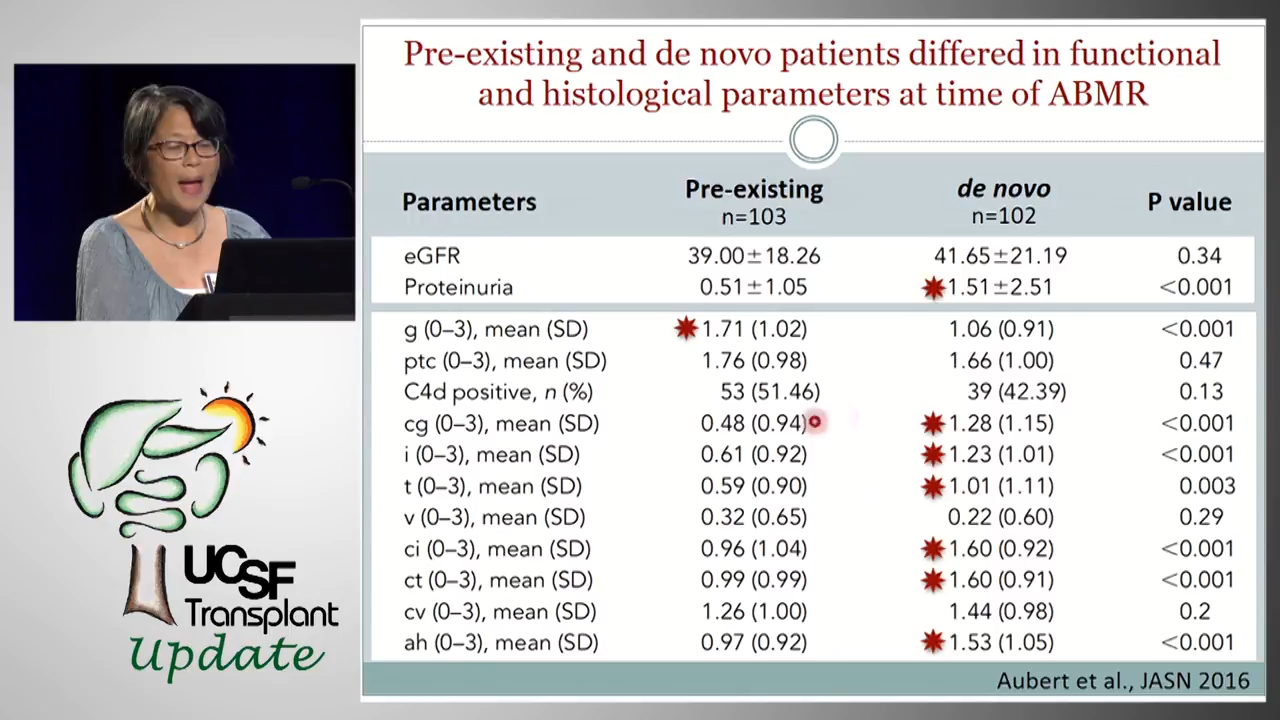 Pre-existing and de novo patients differed in functional
and histological parameters at time of ABMR
Parameters Pre-existing n=103 de novo n=102 P value
eGFR 39.00±18.26 41.65±21.19 0.34
Proteinuria 0.51±1.05 1.51±2.51 <0.001
g (0–3), mean (SD) 1.71 (1.02) 1.06 (0.91) <0.001
ptc (0–3), mean (SD) 1.76 (0.98) 1.66 (1.00) 0.47
C4d positive, n (%) 53 (51.46) 39 (42.39) 0.13
cg (0–3), mean (SD) 0.48 (0.94) 1.28 (1.15) <0.001
i (0–3), mean (SD) 0.61 (0.92) 1.23 (1.01) <0.001
t (0–3), mean (SD) 0.59 (0.90) 1.01 (1.11) 0.003
v (0–3), mean (SD) 0.32 (0.65) 0.22 (0.60) 0.29
ci (0–3), mean (SD) 0.96 (1.04) 1.60 (0.92) <0.001
ct (0–3), mean (SD) 0.99 (0.99) 1.60 (0.91) <0.001
cv (0–3), mean (SD) 1.26 (1.00) 1.44 (0.98) 0.2
ah (0–3), mean (SD) 0.97 (0.92) 1.53 (1.05) <0.001
Aubert et al., JASN 2016
UCSF
Transplant
Update